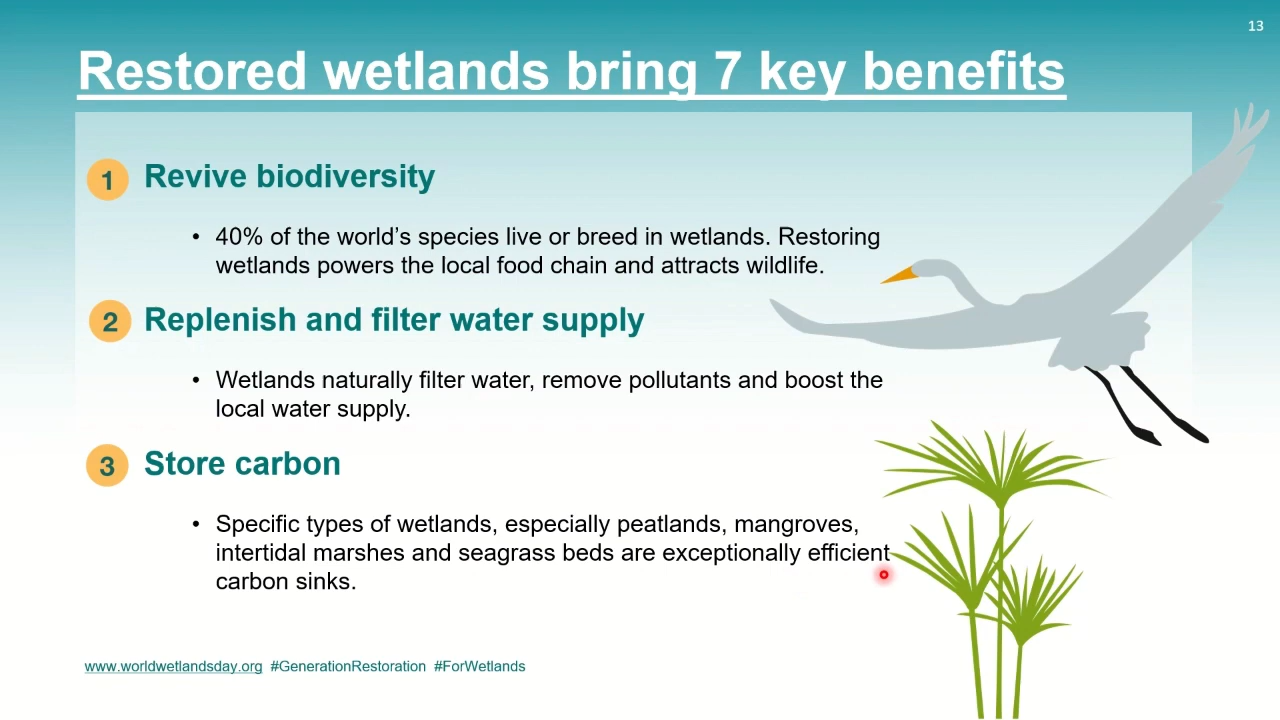 13
Restored wetlands bring 7 key benefits
1 Revive biodiversity
• 40% of the world’s species live or breed in wetlands. Restoring
wetlands powers the local food chain and attracts wildlife.
2 Replenish and filter water supply
• Wetlands naturally filter water, remove pollutants and boost the
local water supply.
3 Store carbon
• Specific types of wetlands, especially peatlands, mangroves,
intertidal marshes and seagrass beds are exceptionally efficient
carbon sinks.
www.worldwetlandsday.org #GenerationRestoration #ForWetlands